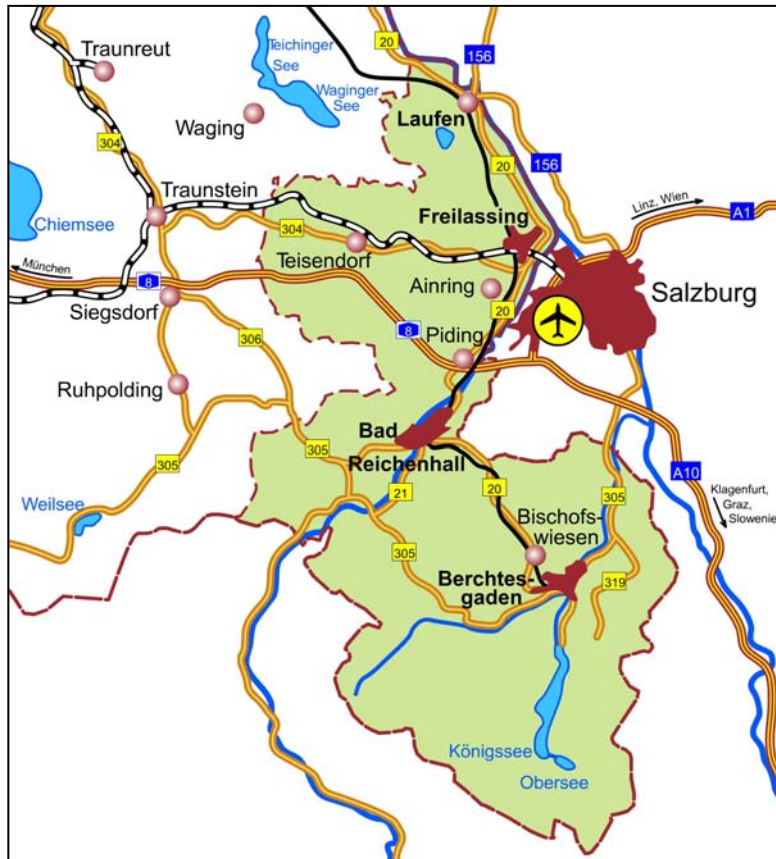 20
156
Traunreut
Teichinger
See
Waginger
See
Waging
Laufen
304
20
156
Traunstein
Linz, Wien
A1
Chiemsee
Freilassing
304
Teisendorf
München
8
Ainring
Salzburg
Siegsdorf
20
8
306
Piding
Ruhpolding
Bad
Reichenhall
305
305
A10
Weilsee
21
20
305
Klagenfurt,
Graz,
Slowenie
Bischofs-
wiesen
305
Berchtes-
gaden
319
Königssee
Obersee